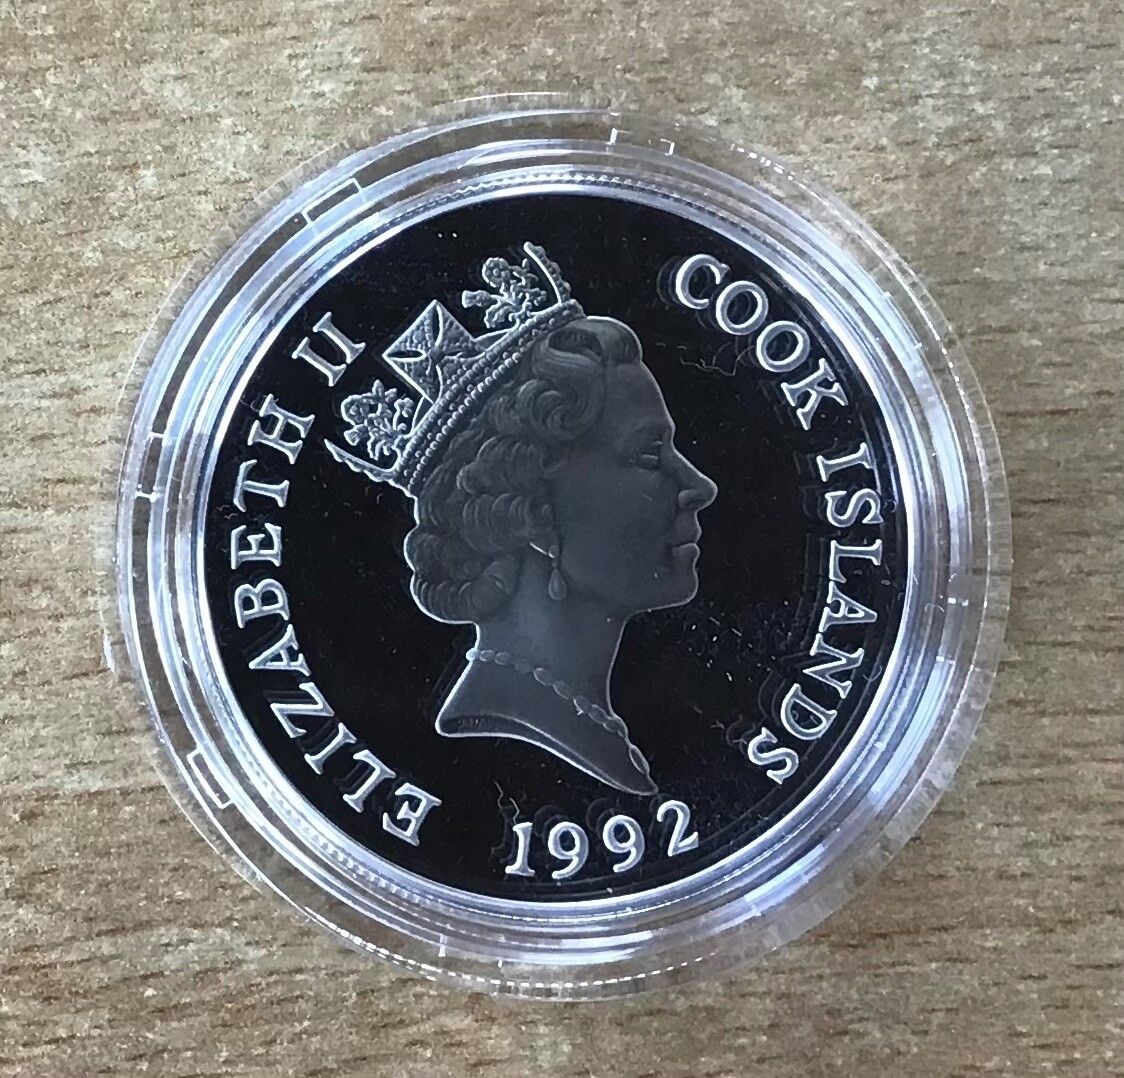 ELIZABETH II
COOK ISLANDS
1992